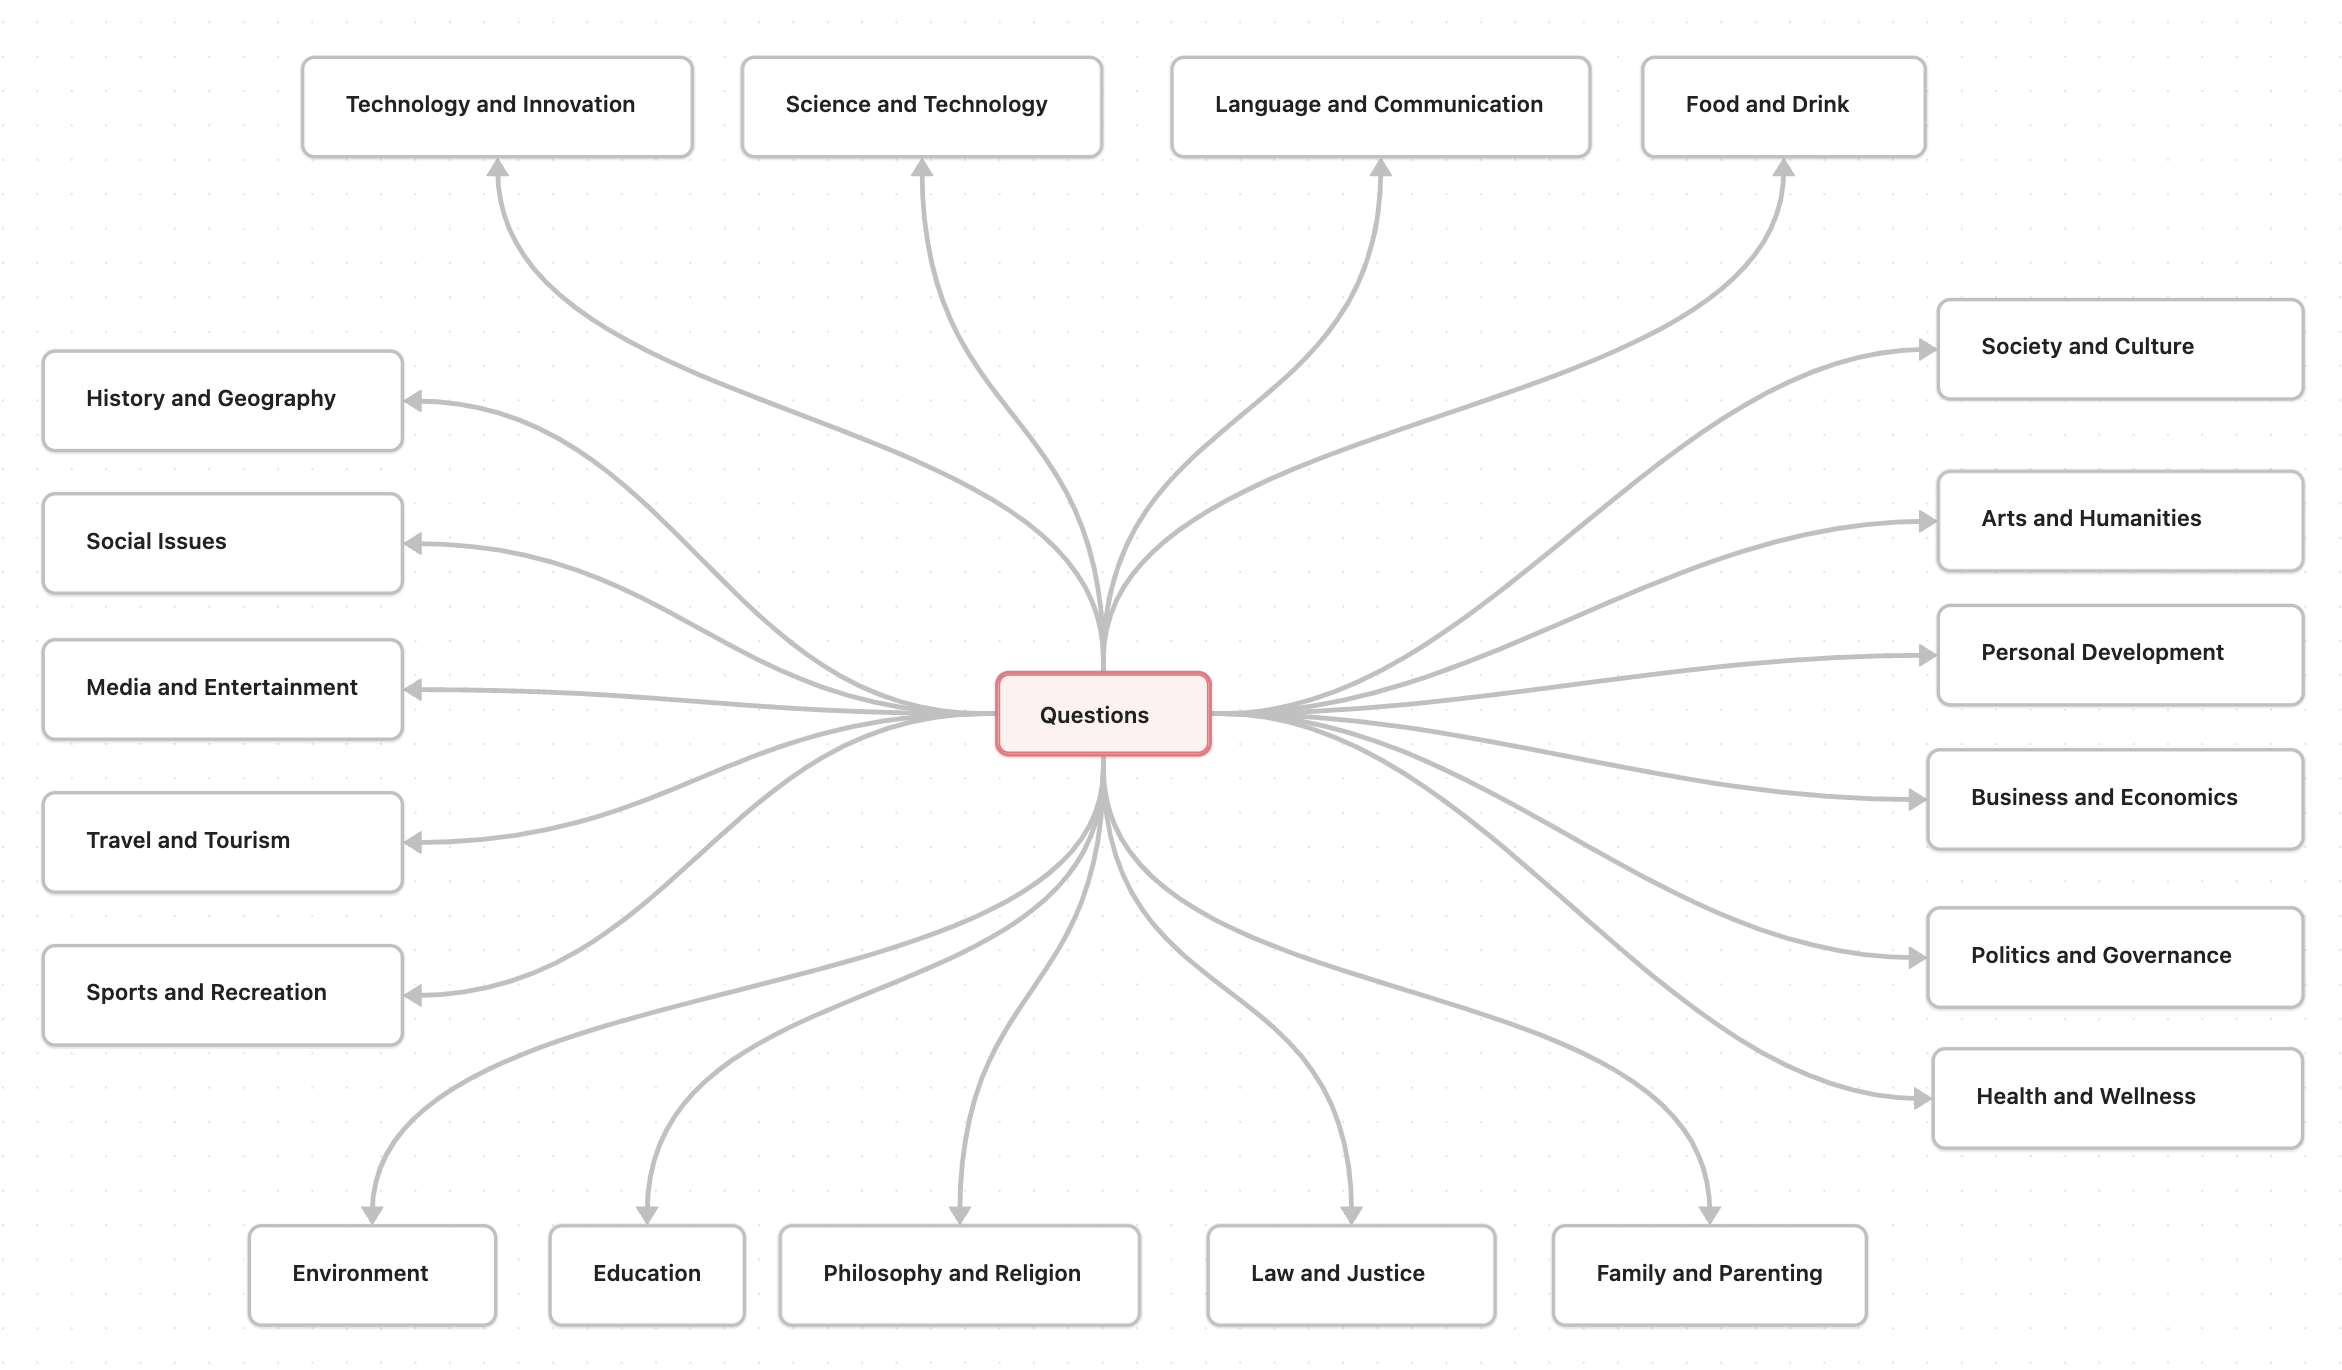 Technology and Innovation
Science and Technology
Language and Communication
Food and Drink
Society and Culture
History and Geography
Arts and Humanities
Social Issues
Personal Development
Media and Entertainment
Questions
Business and Economics
Travel and Tourism
Politics and Governance
Sports and Recreation
Health and Wellness
Environment
Education
Philosophy and Religion
Law and Justice
Family and Parenting